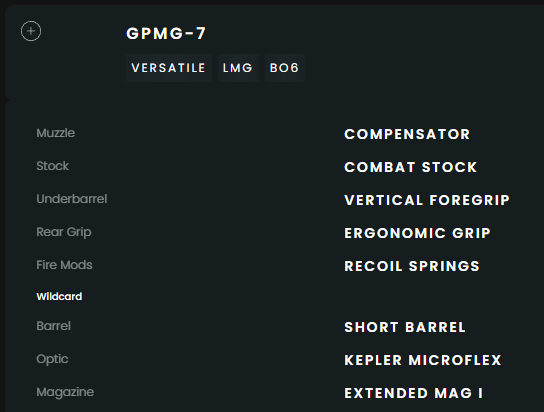 GPMG-7
VERSATILE LMG BO6
Muzzle COMPENSATOR
Stock COMBAT STOCK
Underbarrel VERTICAL FOREGRIP
Rear Grip ERGONOMIC GRIP
Fire Mods RECOIL SPRINGS
Wildcard
Barrel SHORT BARREL
Optic KEPLER MICROFLEX
Magazine EXTENDED MAG I